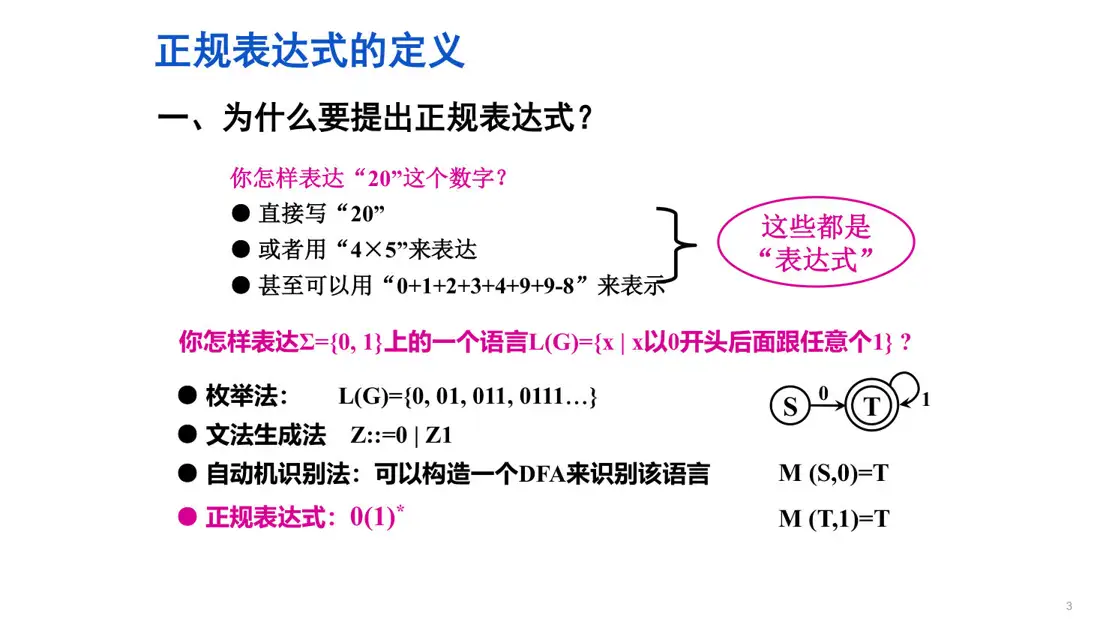 正规表达式的定义
一、为什么要提出正规表达式？
你怎样表达“20”这个数字？
● 直接写“20”
● 或者用“4×5”来表达
● 甚至可以用“0+1+2+3+4+9+9-8”来表示
这些都是
“表达式”
你怎样表达Σ={0, 1}上的一个语言L(G)={x | x以0开头后面跟任意个1} ?
● 枚举法： L(G)={0, 01, 011, 0111…}
● 文法生成法 Z::=0 | Z1
● 自动机识别法：可以构造一个DFA来识别该语言
● 正规表达式：0(1)*
S 0 T 1
M (S,0)=T
M (T,1)=T
3